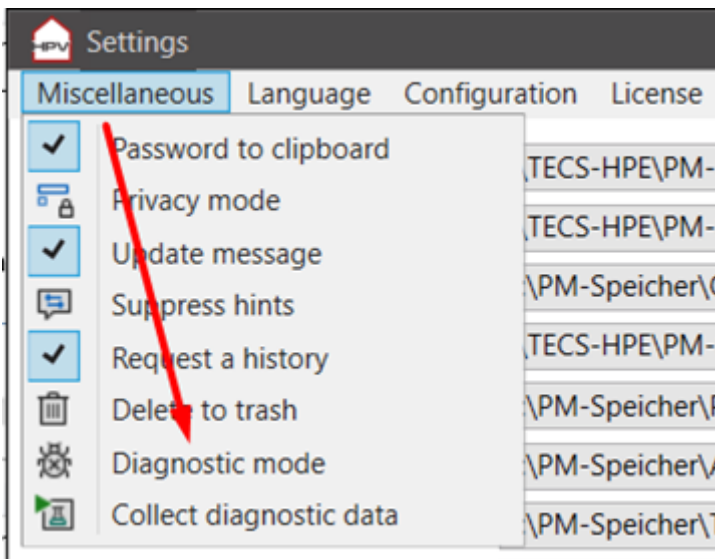 HPV Settings
Miscellaneous Language Configuration License
Password to clipboard
\TECS-HPE\PM-
Privacy mode
\TECS-HPE\PM-
Update message
:\PM-Speicher\
Suppress hints
\TECS-HPE\PM-
Request a history
:\PM-Speicher\
Delete to trash
:\PM-Speicher\
Diagnostic mode
:\PM-Speicher\
Collect diagnostic data